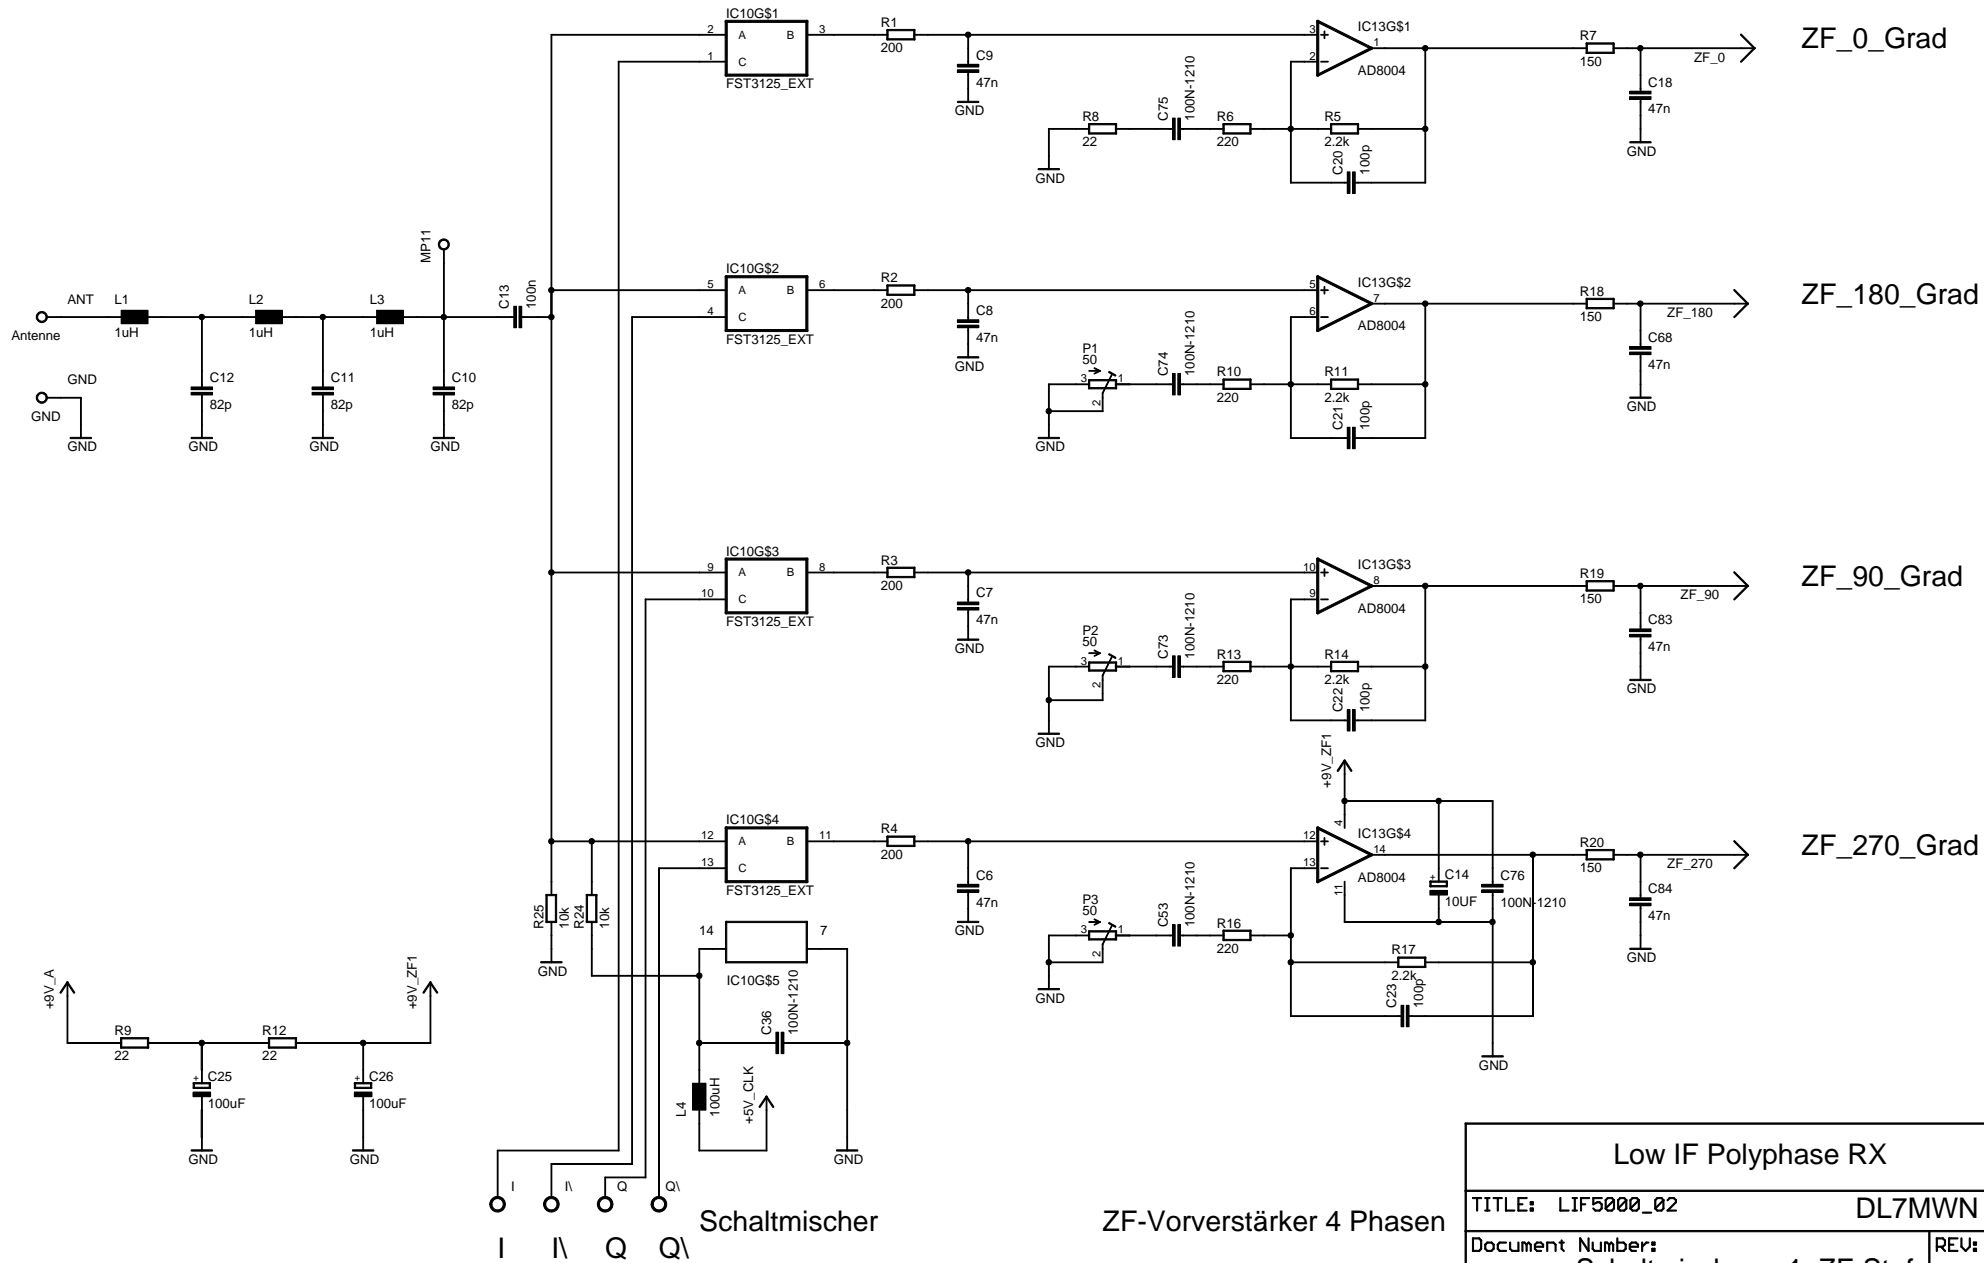 IC10G$1
2 A B 3
1 C
FST3125_EXT
R1
200
C9
47n
GND
IC13G$1
3 + 1
2 −
AD8004
R7
150
ZF_0
ZF_0_Grad
C18
47n
GND
R8
22
GND
C75
100N-1210
R6
220
R5
2.2k
C20
100p
MP11
ANT
Antenne
L1
1uH
L2
1uH
L3
1uH
C13
100n
C12
82p
GND
C11
82p
GND
C10
82p
GND
GND
GND
GND
IC10G$2
5 A B 6
4 C
FST3125_EXT
R2
200
C8
47n
GND
IC13G$2
5 + 7
6 −
AD8004
R18
150
ZF_180
ZF_180_Grad
C68
47n
GND
P1
50
3 1
2
GND
C74
100N-1210
R10
220
R11
2.2k
C21
100p
IC10G$3
9 A B 8
10 C
FST3125_EXT
R3
200
C7
47n
GND
IC13G$3
10 + 8
9 −
AD8004
R19
150
ZF_90
ZF_90_Grad
C83
47n
GND
P2
50
3 1
2
GND
C73
100N-1210
R13
220
R14
2.2k
C22
100p
+9V_ZF1
IC10G$4
12 A B 11
13 C
FST3125_EXT
R4
200
C6
47n
GND
4
IC13G$4
12 + 14
13 −
AD8004
11
+
C14
10UF
C76
100N-1210
R20
150
ZF_270
ZF_270_Grad
C84
47n
GND
P3
50
3 1
2
GND
C53
100N-1210
R16
220
R17
2.2k
C23
100p
GND
R25
10k
R24
10k
GND
14 7
IC10G$5
C36
100N-1210
L4
100uH
+5V_CLK
GND
+9V_A
+9V_ZF1
R9
22
R12
22
+
C25
100uF
GND
+
C26
100uF
GND
I I\ Q Q\
I I\ Q Q\
Schaltmischer
ZF-Vorverstärker 4 Phasen
Low IF Polyphase RX
TITLE: LIF5000_02 DL7MWN
Document Number: REV: